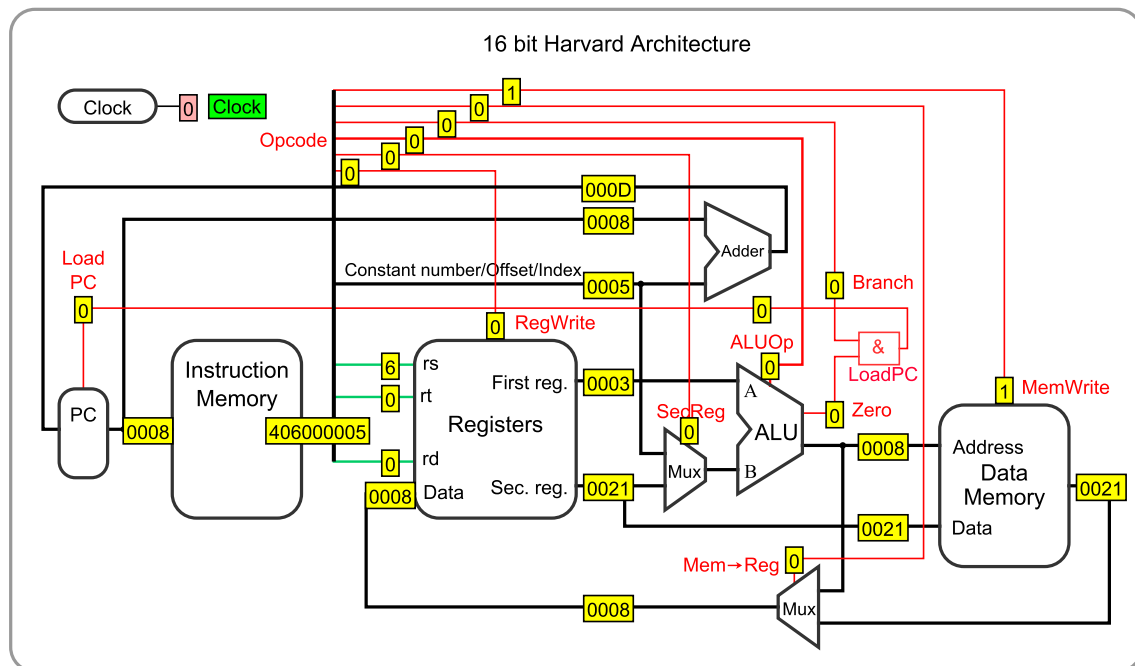 16 bit Harvard Architecture
1
Clock
0
Clock
0
0
Opcode
0
0
0
000D
0008
Load
PC
Adder
Constant number/Offset/Index
0005
0
Branch
0
0
0
RegWrite
ALUOp
&
LoadPC
Instruction
Memory
6
rs
First reg.
0003
0
A
1
MemWrite
PC
0
rt
SecReg
0
Zero
0008
406000005
Registers
0
ALU
0008
Address
0
rd
Mux
B
Data
Memory
0008
Data
Sec. reg.
0021
0021
0021
Data
Mem→Reg
0
0008
Mux